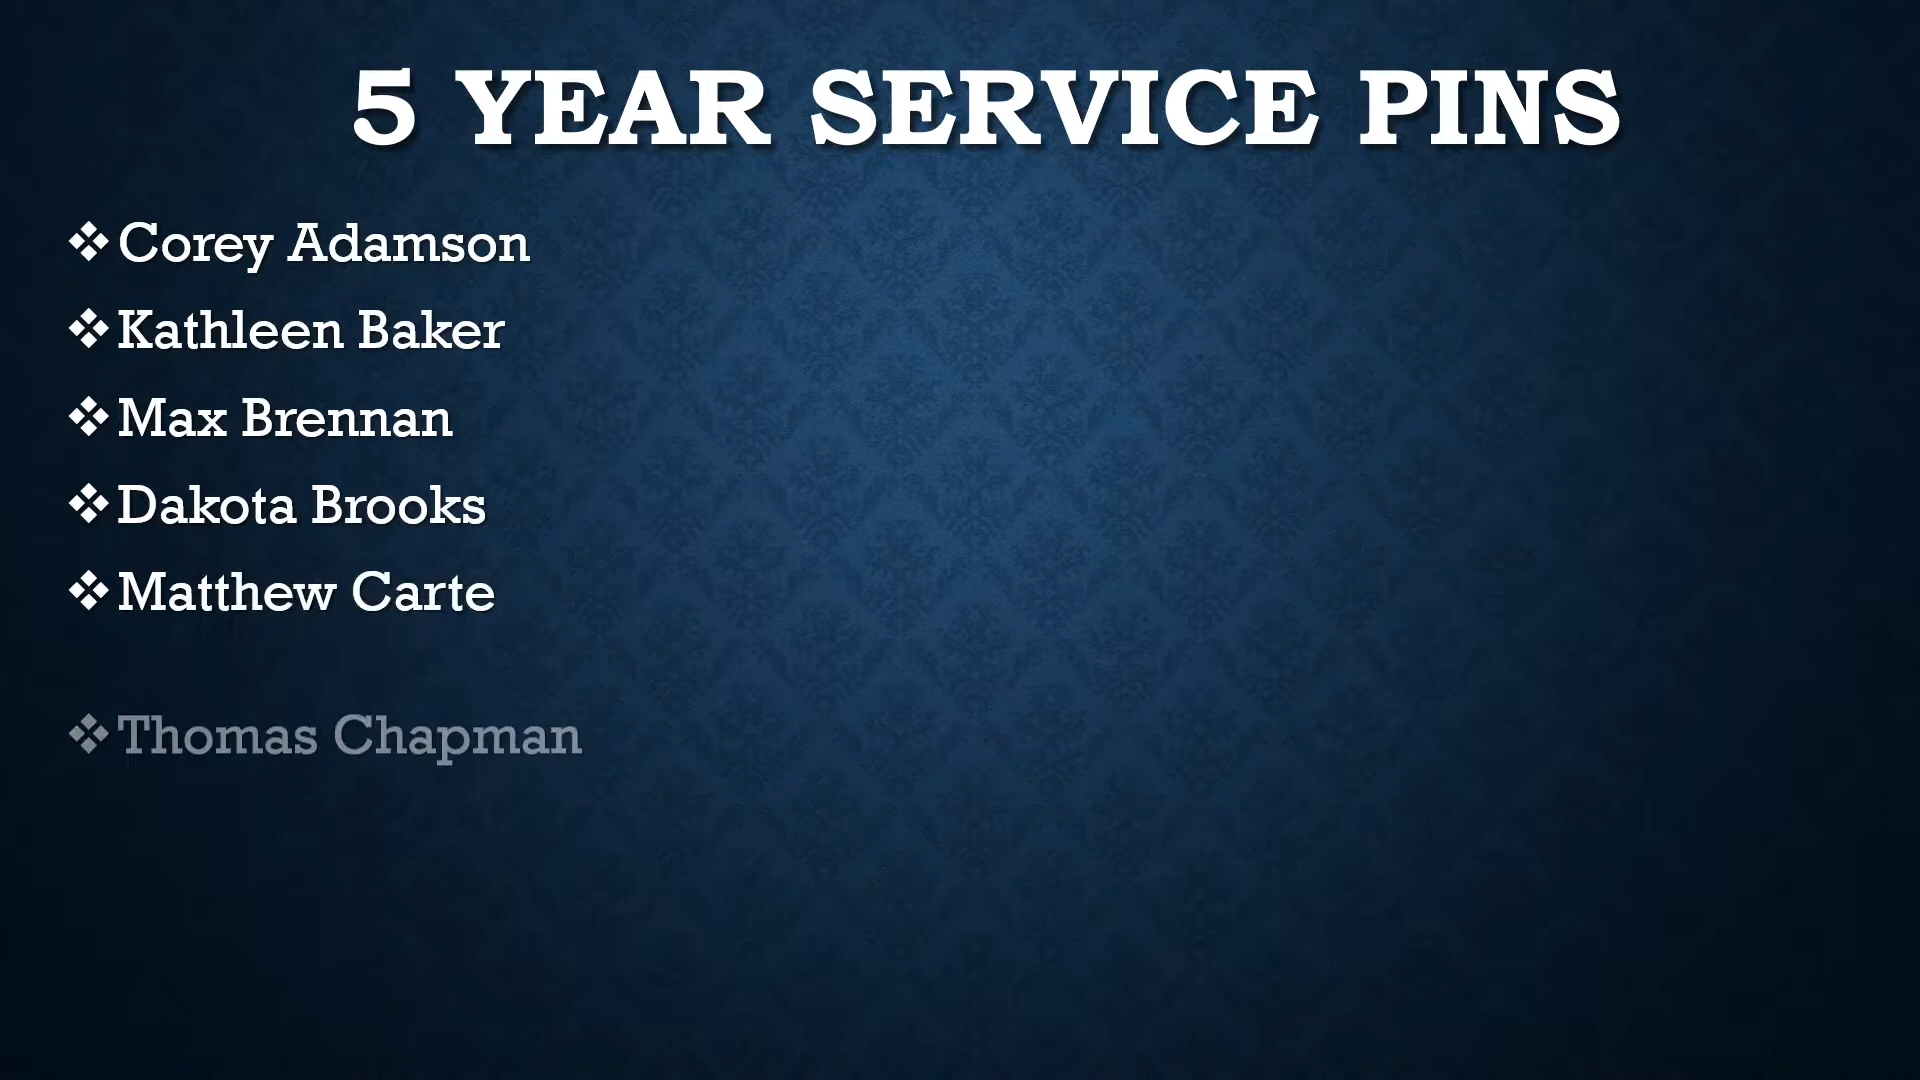 5 YEAR SERVICE PINS
❖Corey Adamson
❖Kathleen Baker
❖Max Brennan
❖Dakota Brooks
❖Matthew Carte
❖Thomas Chapman